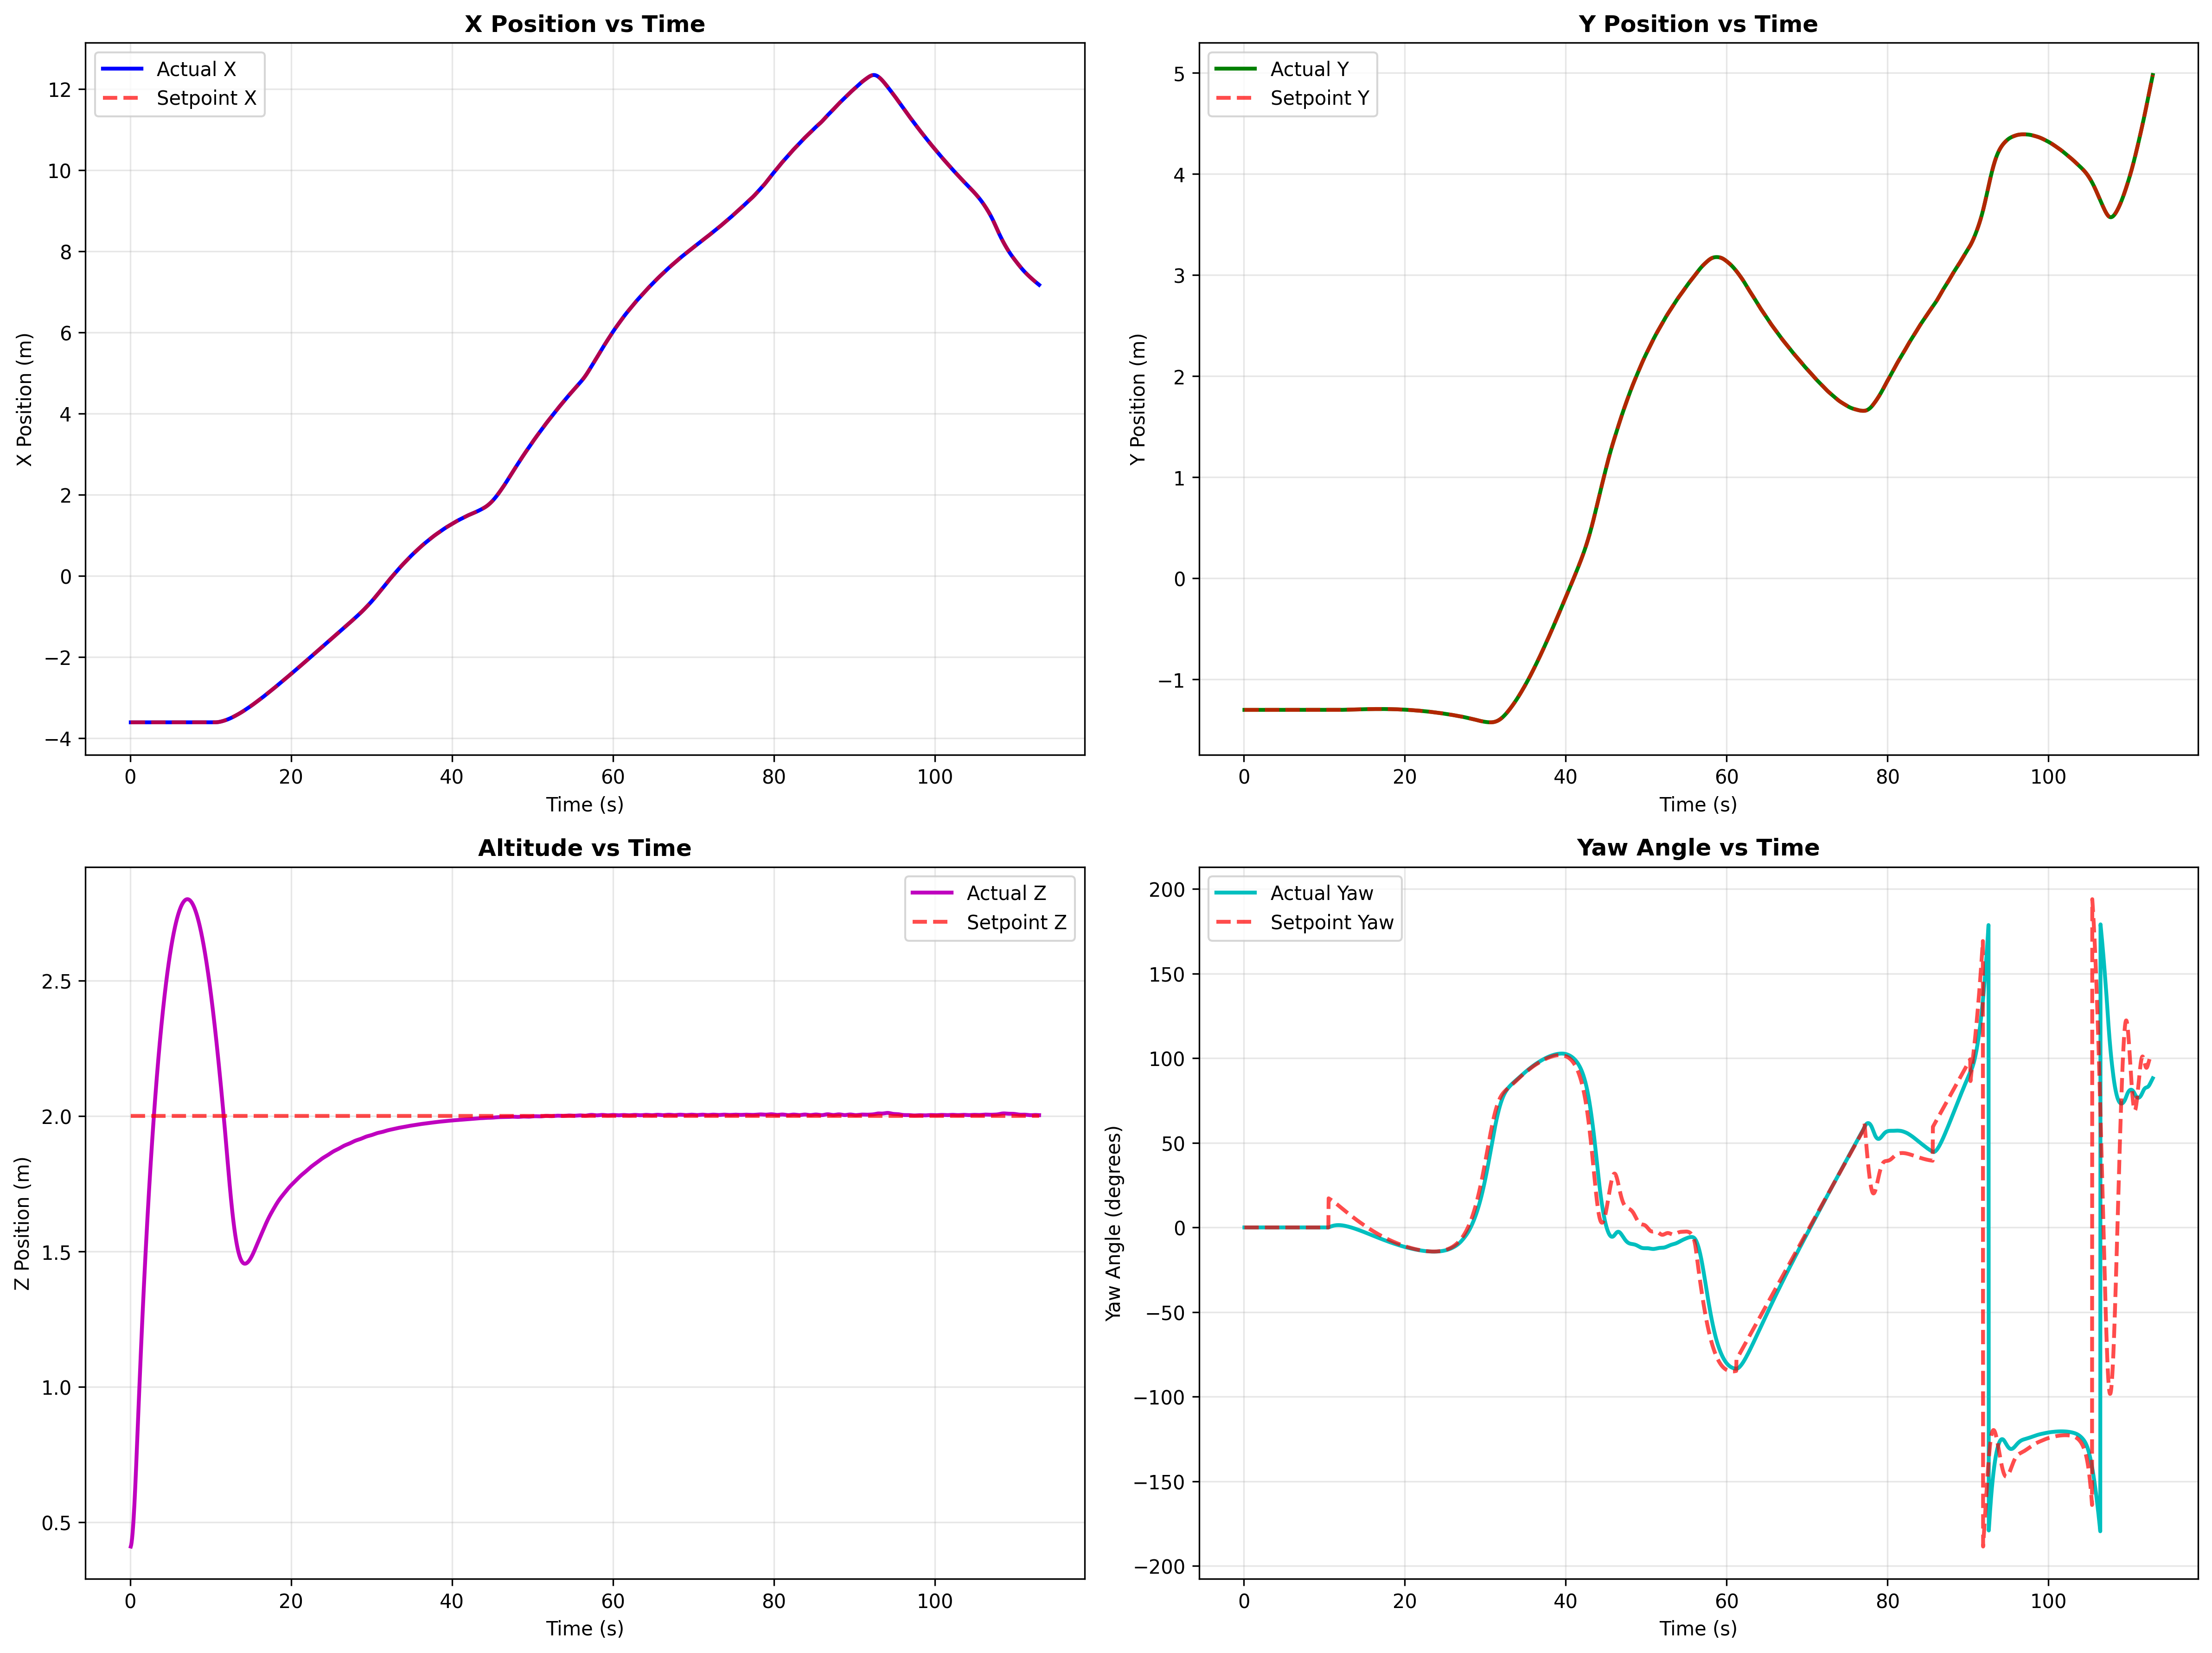 X Position vs Time
Actual X
Setpoint X
12
10
8
6
4
2
0
−2
−4
X Position (m)
0 20 40 60 80 100
Time (s)
Y Position vs Time
Actual Y
Setpoint Y
5
4
3
2
1
0
−1
Y Position (m)
0 20 40 60 80 100
Time (s)
Altitude vs Time
Actual Z
Setpoint Z
2.5
2.0
1.5
1.0
0.5
Z Position (m)
0 20 40 60 80 100
Time (s)
Yaw Angle vs Time
Actual Yaw
Setpoint Yaw
200
150
100
50
0
−50
−100
−150
−200
Yaw Angle (degrees)
0 20 40 60 80 100
Time (s)